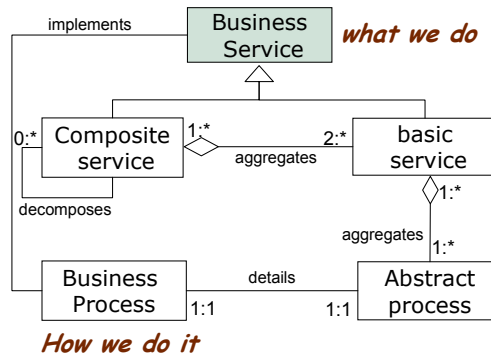 implements
Business
Service
what we do
0:*
Composite
service
1:*
aggregates
2:*
basic
service
decomposes
1:*
aggregates
1:*
Business
Process
details
1:1
1:1
Abstract
process
How we do it